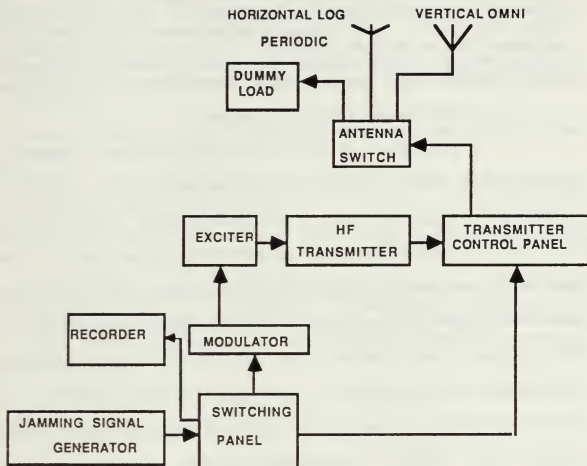 HORIZONTAL LOG
PERIODIC
VERTICAL OMNI
DUMMY
LOAD
ANTENNA
SWITCH
EXCITER
HF
TRANSMITTER
TRANSMITTER
CONTROL PANEL
RECORDER
MODULATOR
JAMMING SIGNAL
GENERATOR
SWITCHING
PANEL